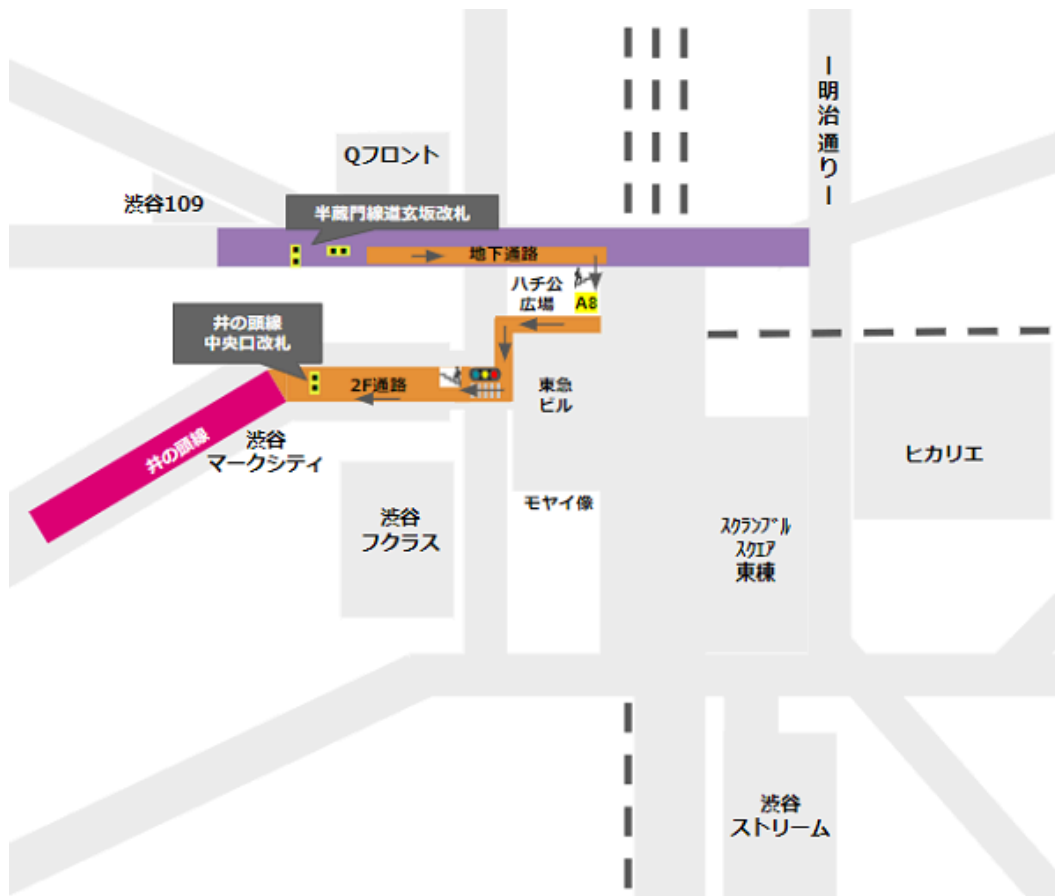 ー明治通りー
Qフロント
渋谷109
半蔵門線道玄坂改札
地下通路
ハチ公
広場
A8
井の頭線
中央口改札
2F通路
東急
ビル
井の頭線
渋谷
マークシティ
ヒカリエ
モヤイ像
渋谷
フクラス
ｽｸﾗﾝﾌﾞﾙ
ｽｸｴｱ
東棟
渋谷
ストリーム